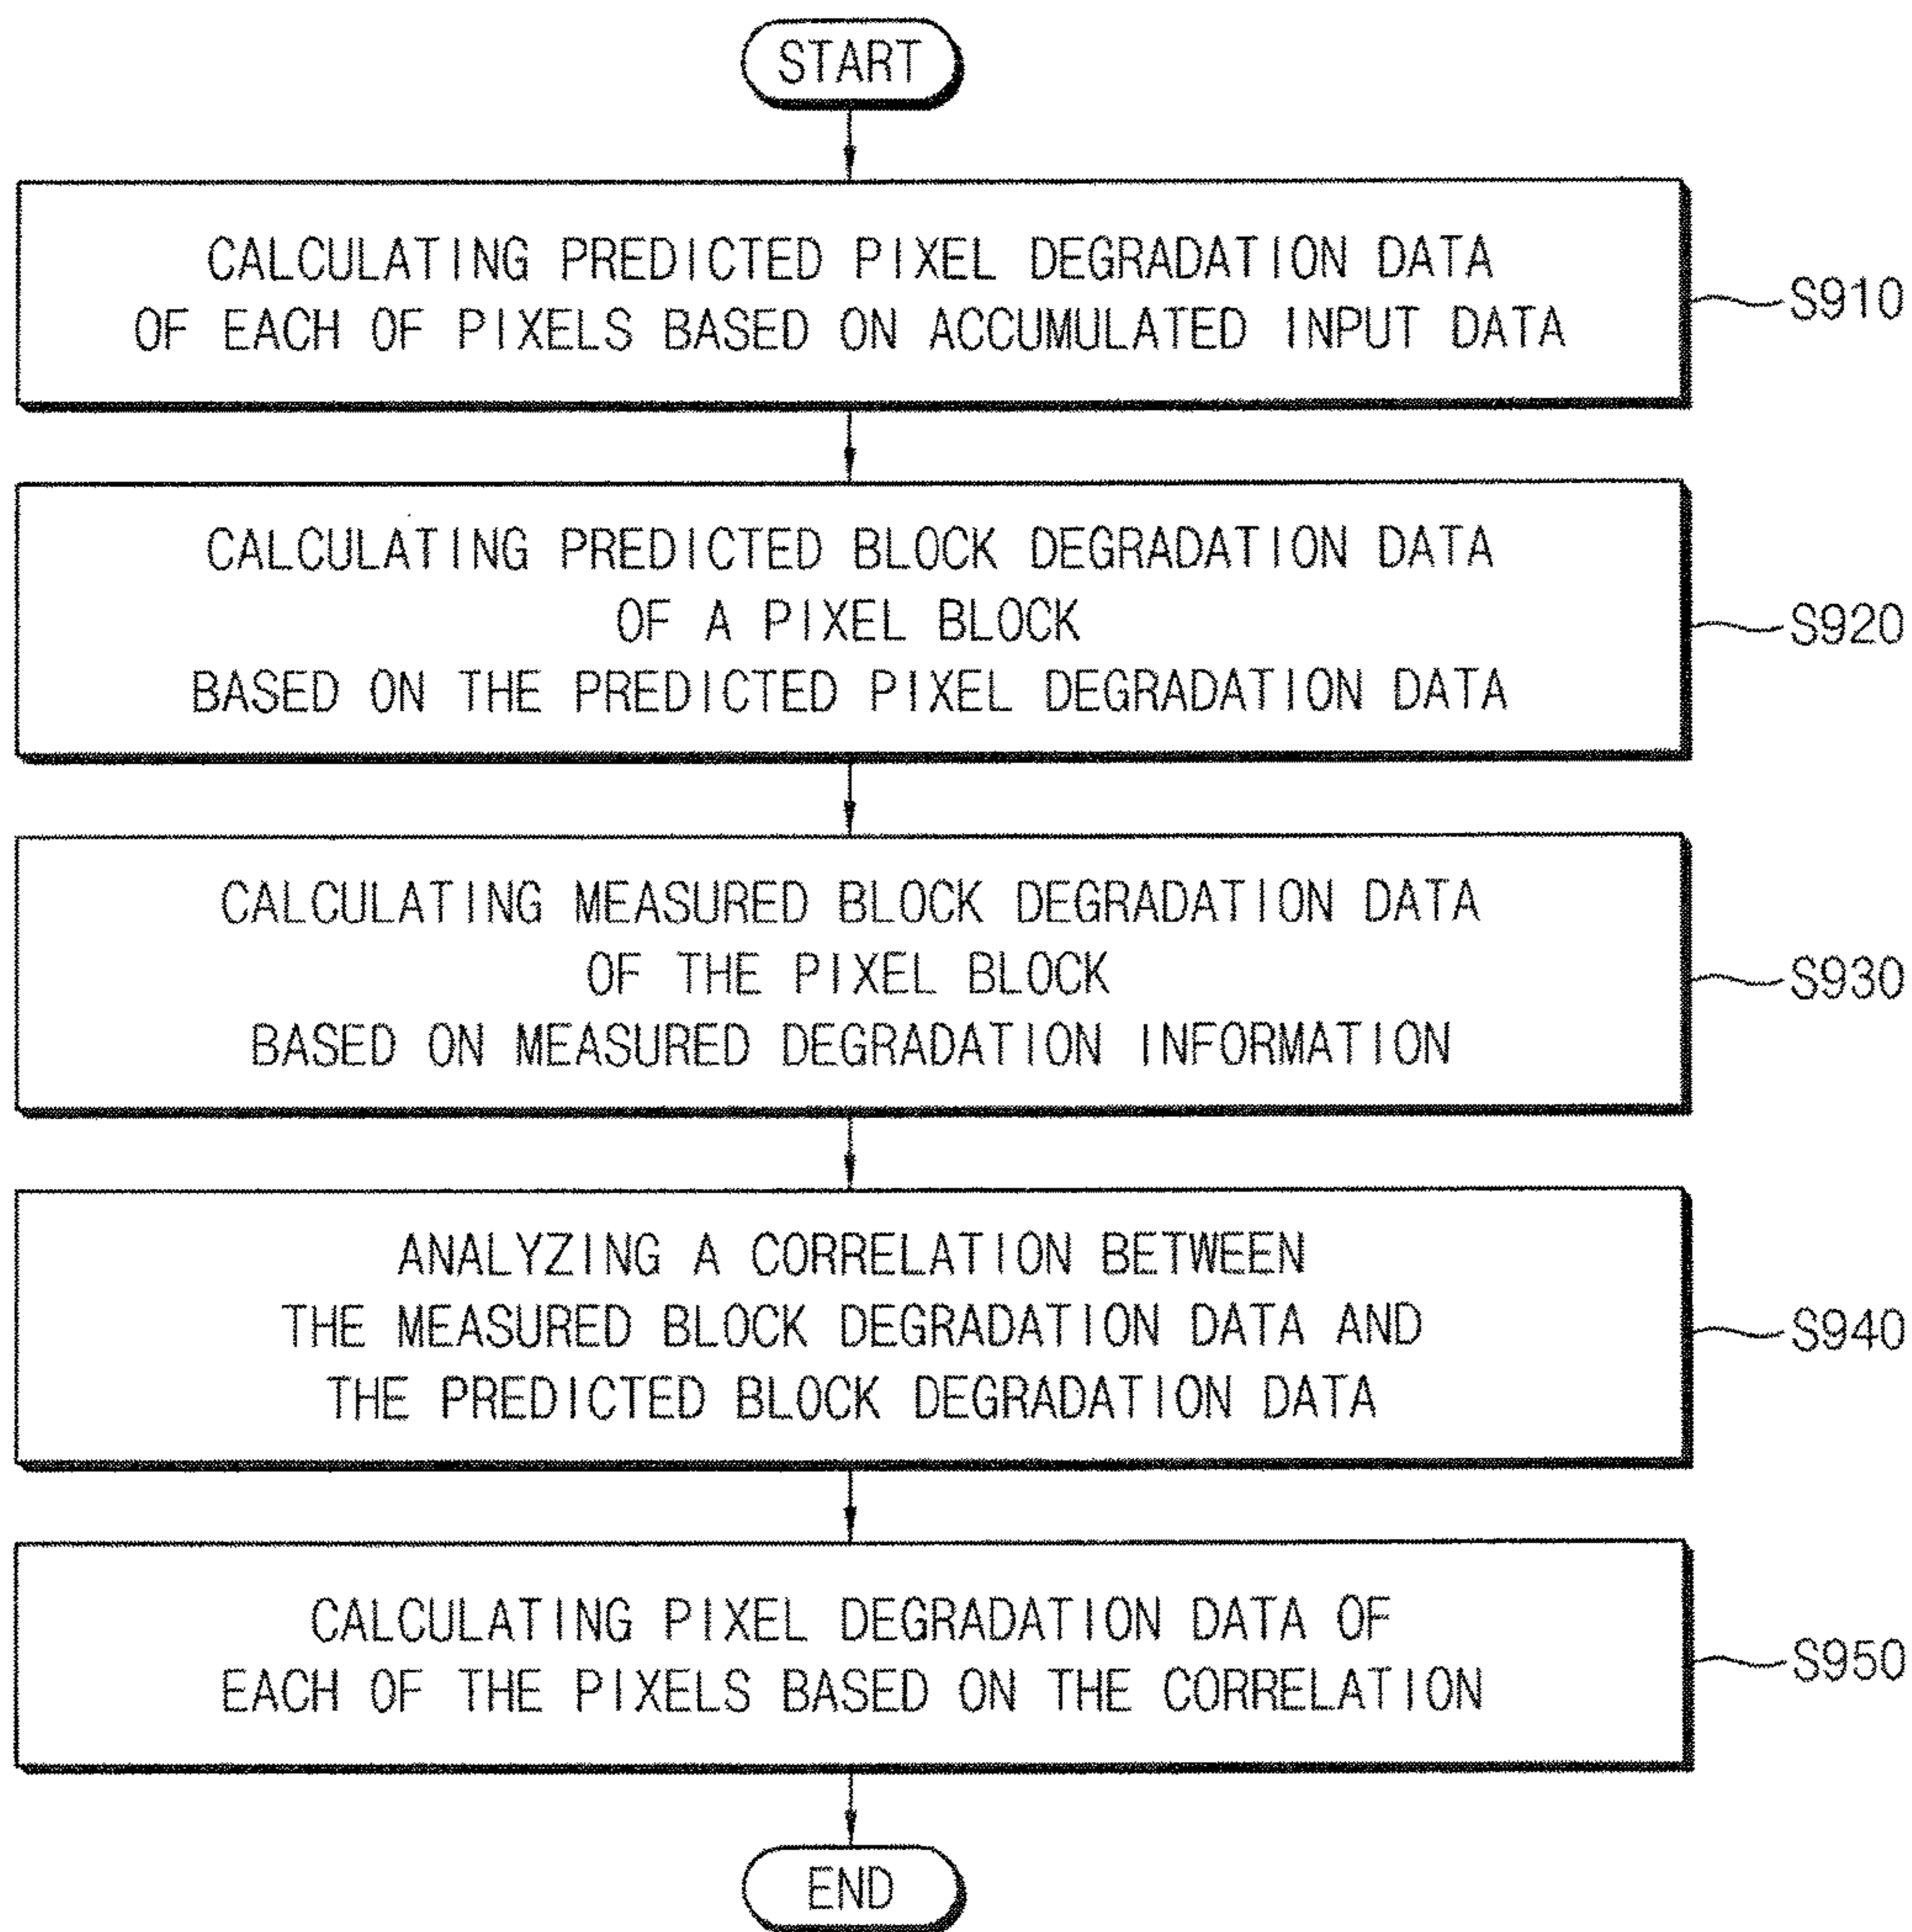 START
CALCULATING PREDICTED PIXEL DEGRADATION DATA
OF EACH OF PIXELS BASED ON ACCUMULATED INPUT DATA
S910
CALCULATING PREDICTED BLOCK DEGRADATION DATA
OF A PIXEL BLOCK
BASED ON THE PREDICTED PIXEL DEGRADATION DATA
S920
CALCULATING MEASURED BLOCK DEGRADATION DATA
OF THE PIXEL BLOCK
BASED ON MEASURED DEGRADATION INFORMATION
S930
ANALYZING A CORRELATION BETWEEN
THE MEASURED BLOCK DEGRADATION DATA AND
THE PREDICTED BLOCK DEGRADATION DATA
S940
CALCULATING PIXEL DEGRADATION DATA OF
EACH OF THE PIXELS BASED ON THE CORRELATION
S950
END